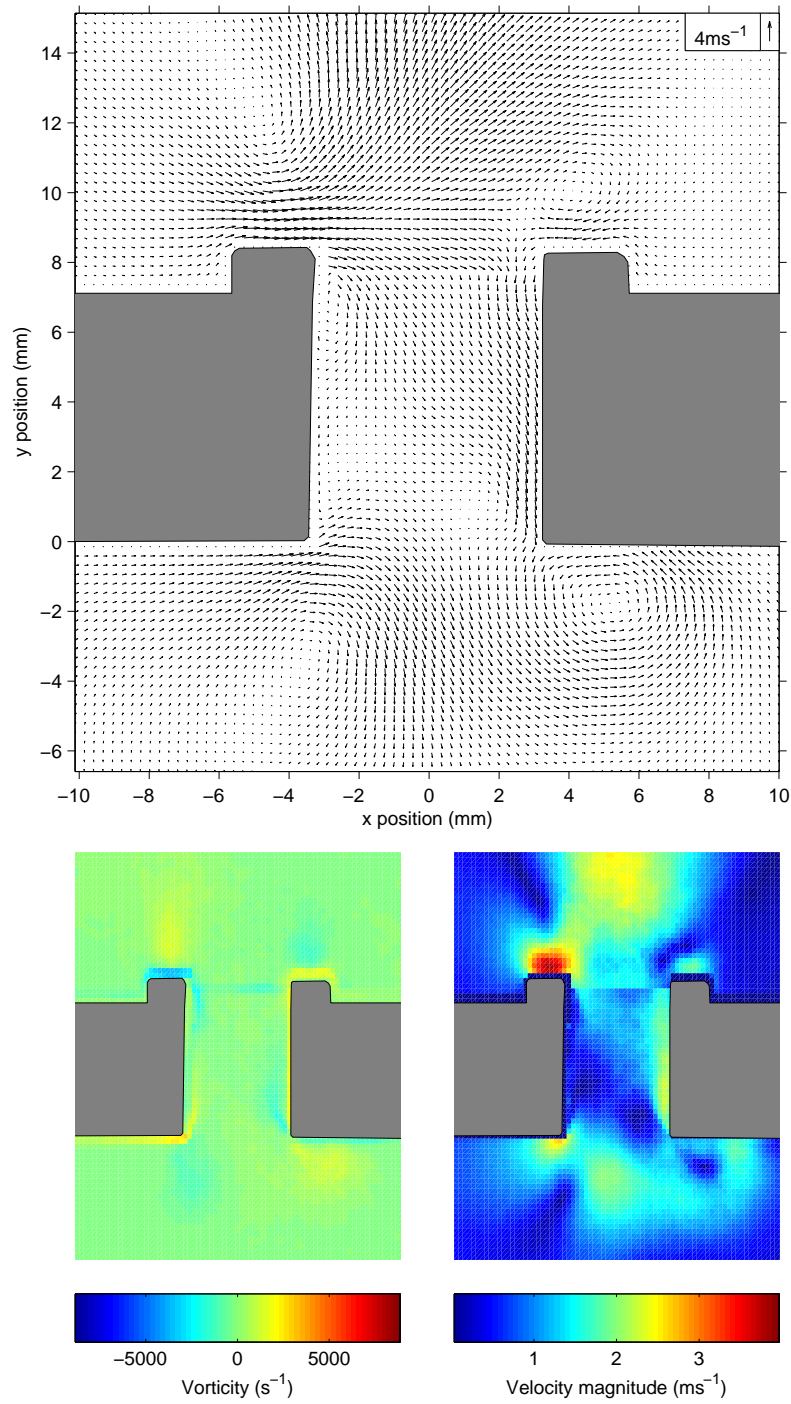 4ms−1
14
12
10
8
6
4
2
0
−2
−4
−6
y position (mm)
−10 −8 −6 −4 −2 0 2 4 6 8 10
x position (mm)
−5000 0 5000
Vorticity (s−1)
1 2 3
Velocity magnitude (ms−1)